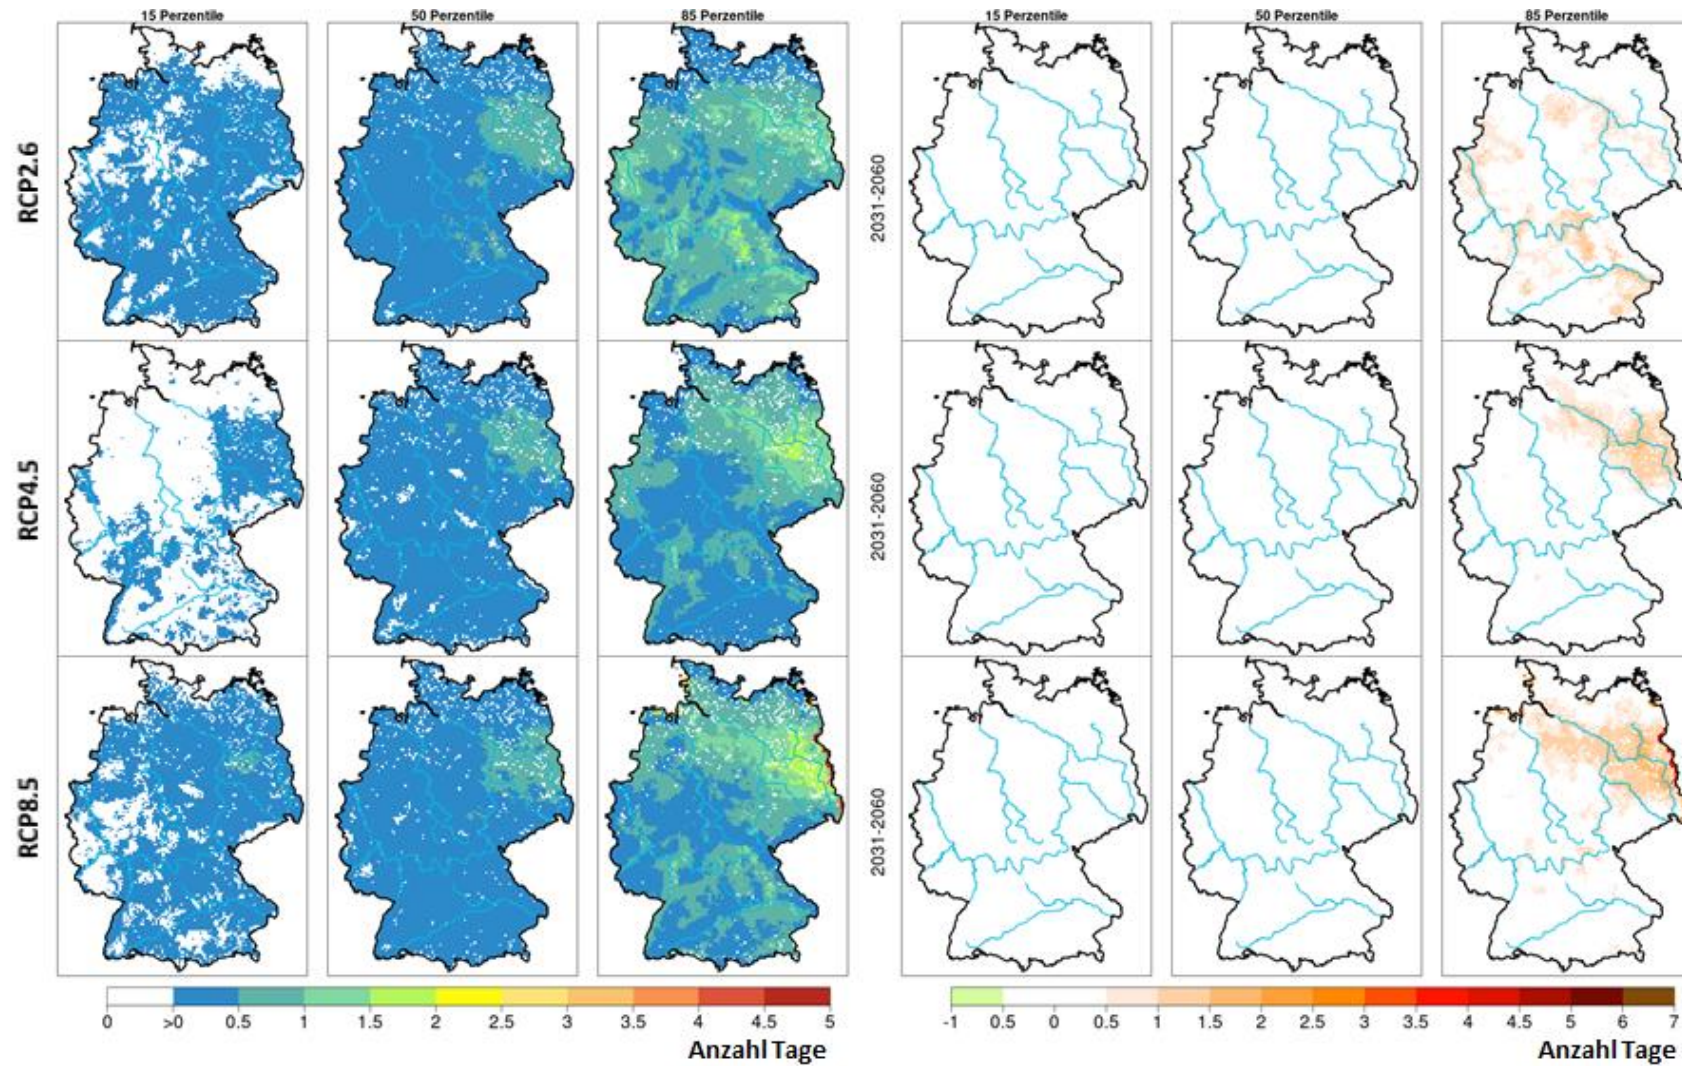 15 Perzentile 50 Perzentile 85 Perzentile 15 Perzentile 50 Perzentile 85 Perzentile
RCP2.6
2031-2060
RCP4.5
2031-2060
RCP8.5
2031-2060
0 >0 0.5 1 1.5 2 2.5 3 3.5 4 4.5 5
-1 0.5 0 0.5 1 1.5 2 2.5 3 3.5 4 4.5 5 6 7
Anzahl Tage Anzahl Tage